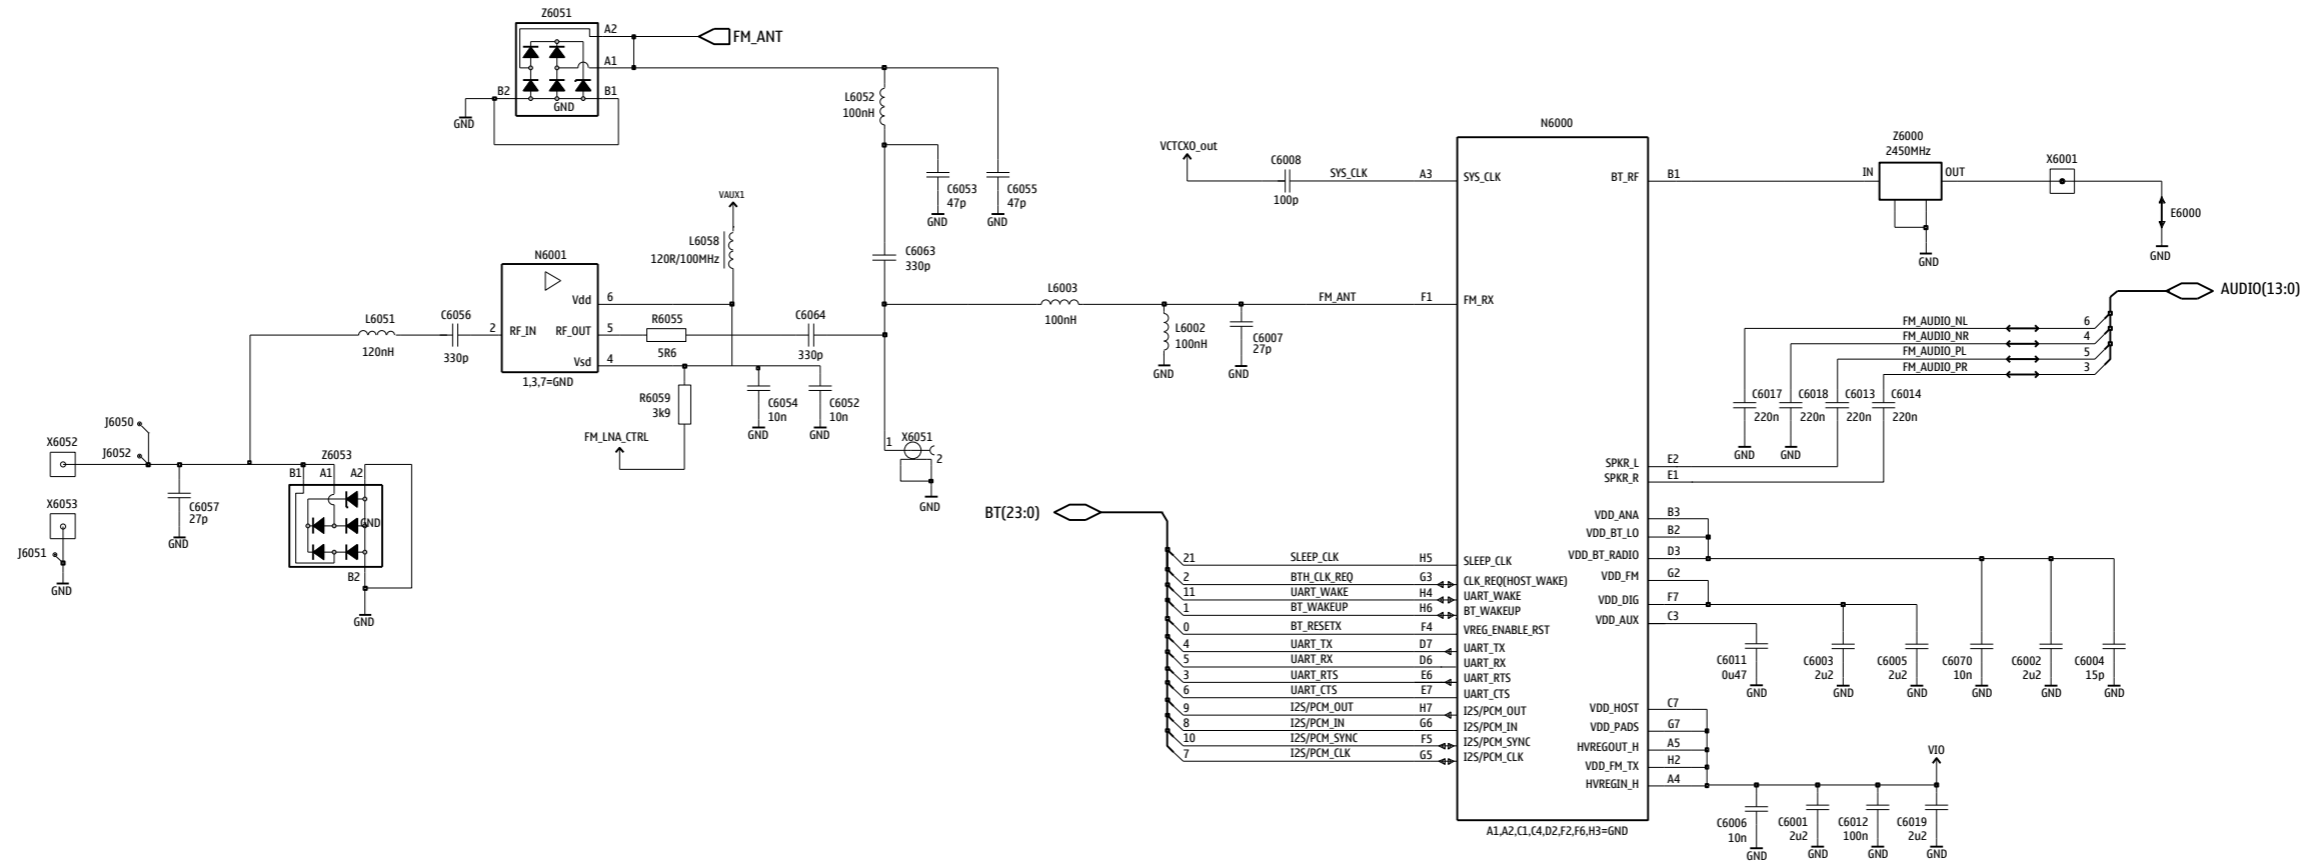 Z6051
A2
FM_ANT
A1
B2
B1
GND
GND
L6052
100nH
C6053
47p
GND
C6055
47p
GND
VAUX1
L6058
120R/100MHz
C6063
330p
N6001
Vdd
6
L6051
120nH
C6056
330p
2
RF_IN
RF_OUT
5
R6055
5R6
C6064
330p
Vsd
4
1,3,7=GND
R6059
3k9
C6054
10n
GND
C6052
10n
GND
FM_LNA_CTRL
1
X6051
2
GND
J6050
X6052
J6052
C6057
27p
GND
X6053
J6051
GND
Z6053
B1
A1
A2
GND
B2
GND
L6003
100nH
L6002
100nH
GND
C6007
27p
GND
FM_ANT
F1
FM_RX
VCTCXO_out
C6008
100p
SYS_CLK
A3
SYS_CLK
N6000
BT_RF
B1
Z6000
2450MHz
IN
OUT
GND
X6001
E6000
GND
AUDIO(13:0)
FM_AUDIO_NL
6
FM_AUDIO_NR
4
FM_AUDIO_PL
5
FM_AUDIO_PR
3
C6017
220n
GND
C6018
220n
GND
C6013
220n
C6014
220n
SPKR_L
E2
SPKR_R
E1
BT(23:0)
21
SLEEP_CLK
H5
SLEEP_CLK
2
BTH_CLK_REQ
G3
CLK_REQ(HOST_WAKE)
11
UART_WAKE
H4
UART_WAKE
1
BT_WAKEUP
H6
BT_WAKEUP
0
BT_RESETX
F4
VREG_ENABLE_RST
4
UART_TX
D7
UART_TX
5
UART_RX
D6
UART_RX
3
UART_RTS
E6
UART_RTS
6
UART_CTS
E7
UART_CTS
9
I2S/PCM_OUT
H7
I2S/PCM_OUT
8
I2S/PCM_IN
G6
I2S/PCM_IN
10
I2S/PCM_SYNC
F5
I2S/PCM_SYNC
7
I2S/PCM_CLK
G5
I2S/PCM_CLK
VDD_ANA
B3
VDD_BT_LO
B2
VDD_BT_RADIO
D3
VDD_FM
G2
VDD_DIG
F7
VDD_AUX
C3
C6011
0u47
GND
C6003
2u2
GND
C6005
2u2
GND
C6070
10n
GND
C6002
2u2
GND
C6004
15p
GND
VDD_HOST
C7
VDD_PADS
G7
HVREGOUT_H
A5
VDD_FM_TX
H2
HVREGIN_H
A4
VIO
C6006
10n
GND
C6001
2u2
GND
C6012
100n
GND
C6019
2u2
GND
A1,A2,C1,C4,D2,F2,F6,H3=GND